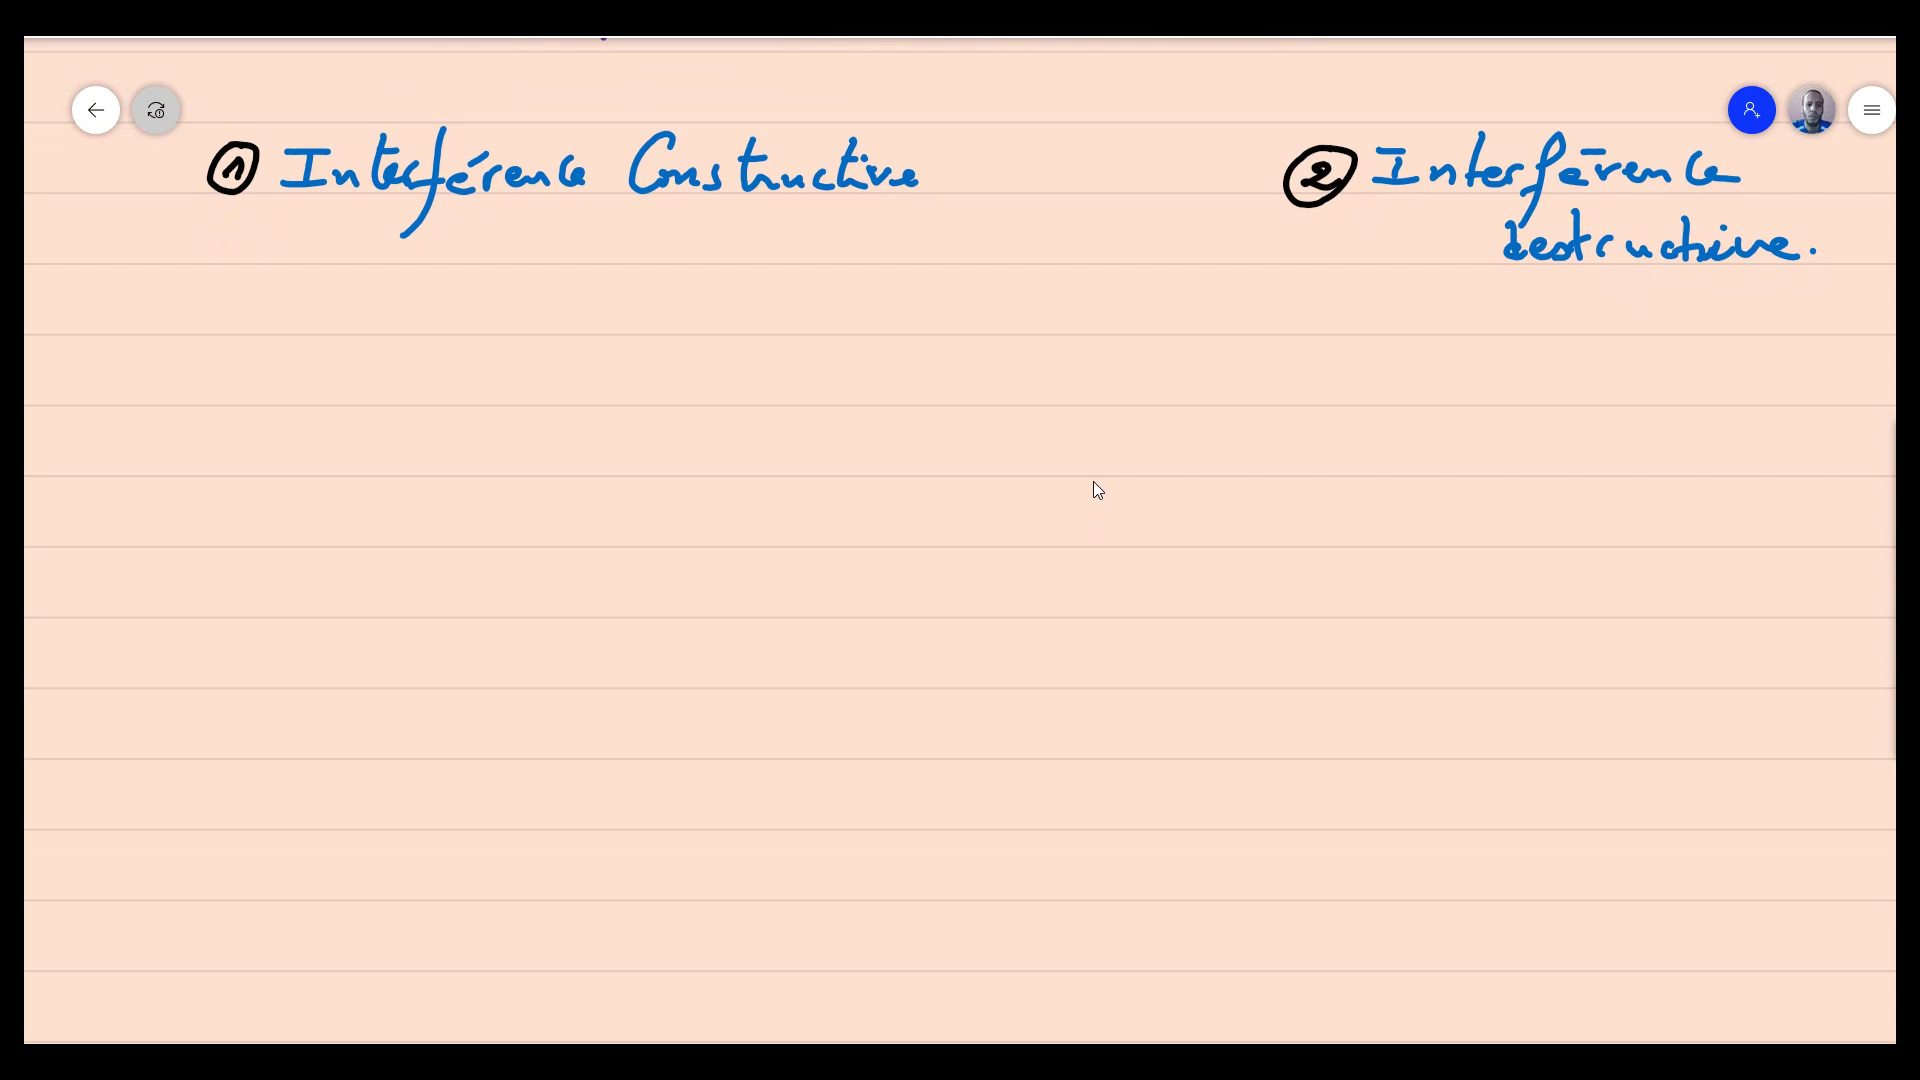 ① Interférence Constructive
② Interférence
destructive.